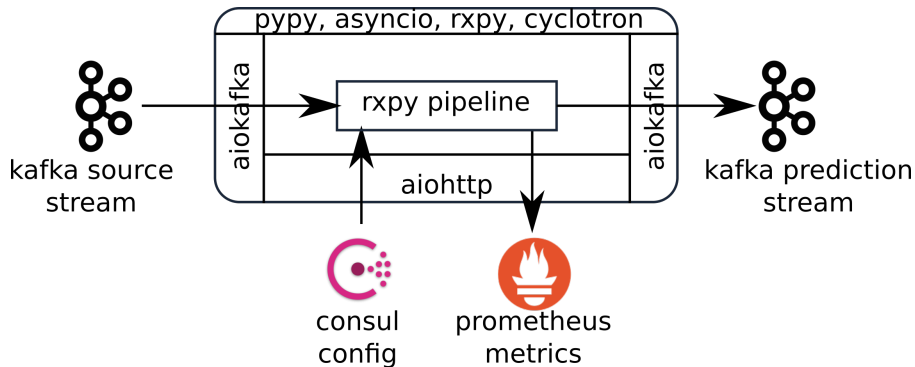 pypy, asyncio, rxpy, cyclotron
aiokafka
rxpy pipeline
aiokafka
kafka source
stream
kafka prediction
stream
aiohttp
consul
config
prometheus
metrics